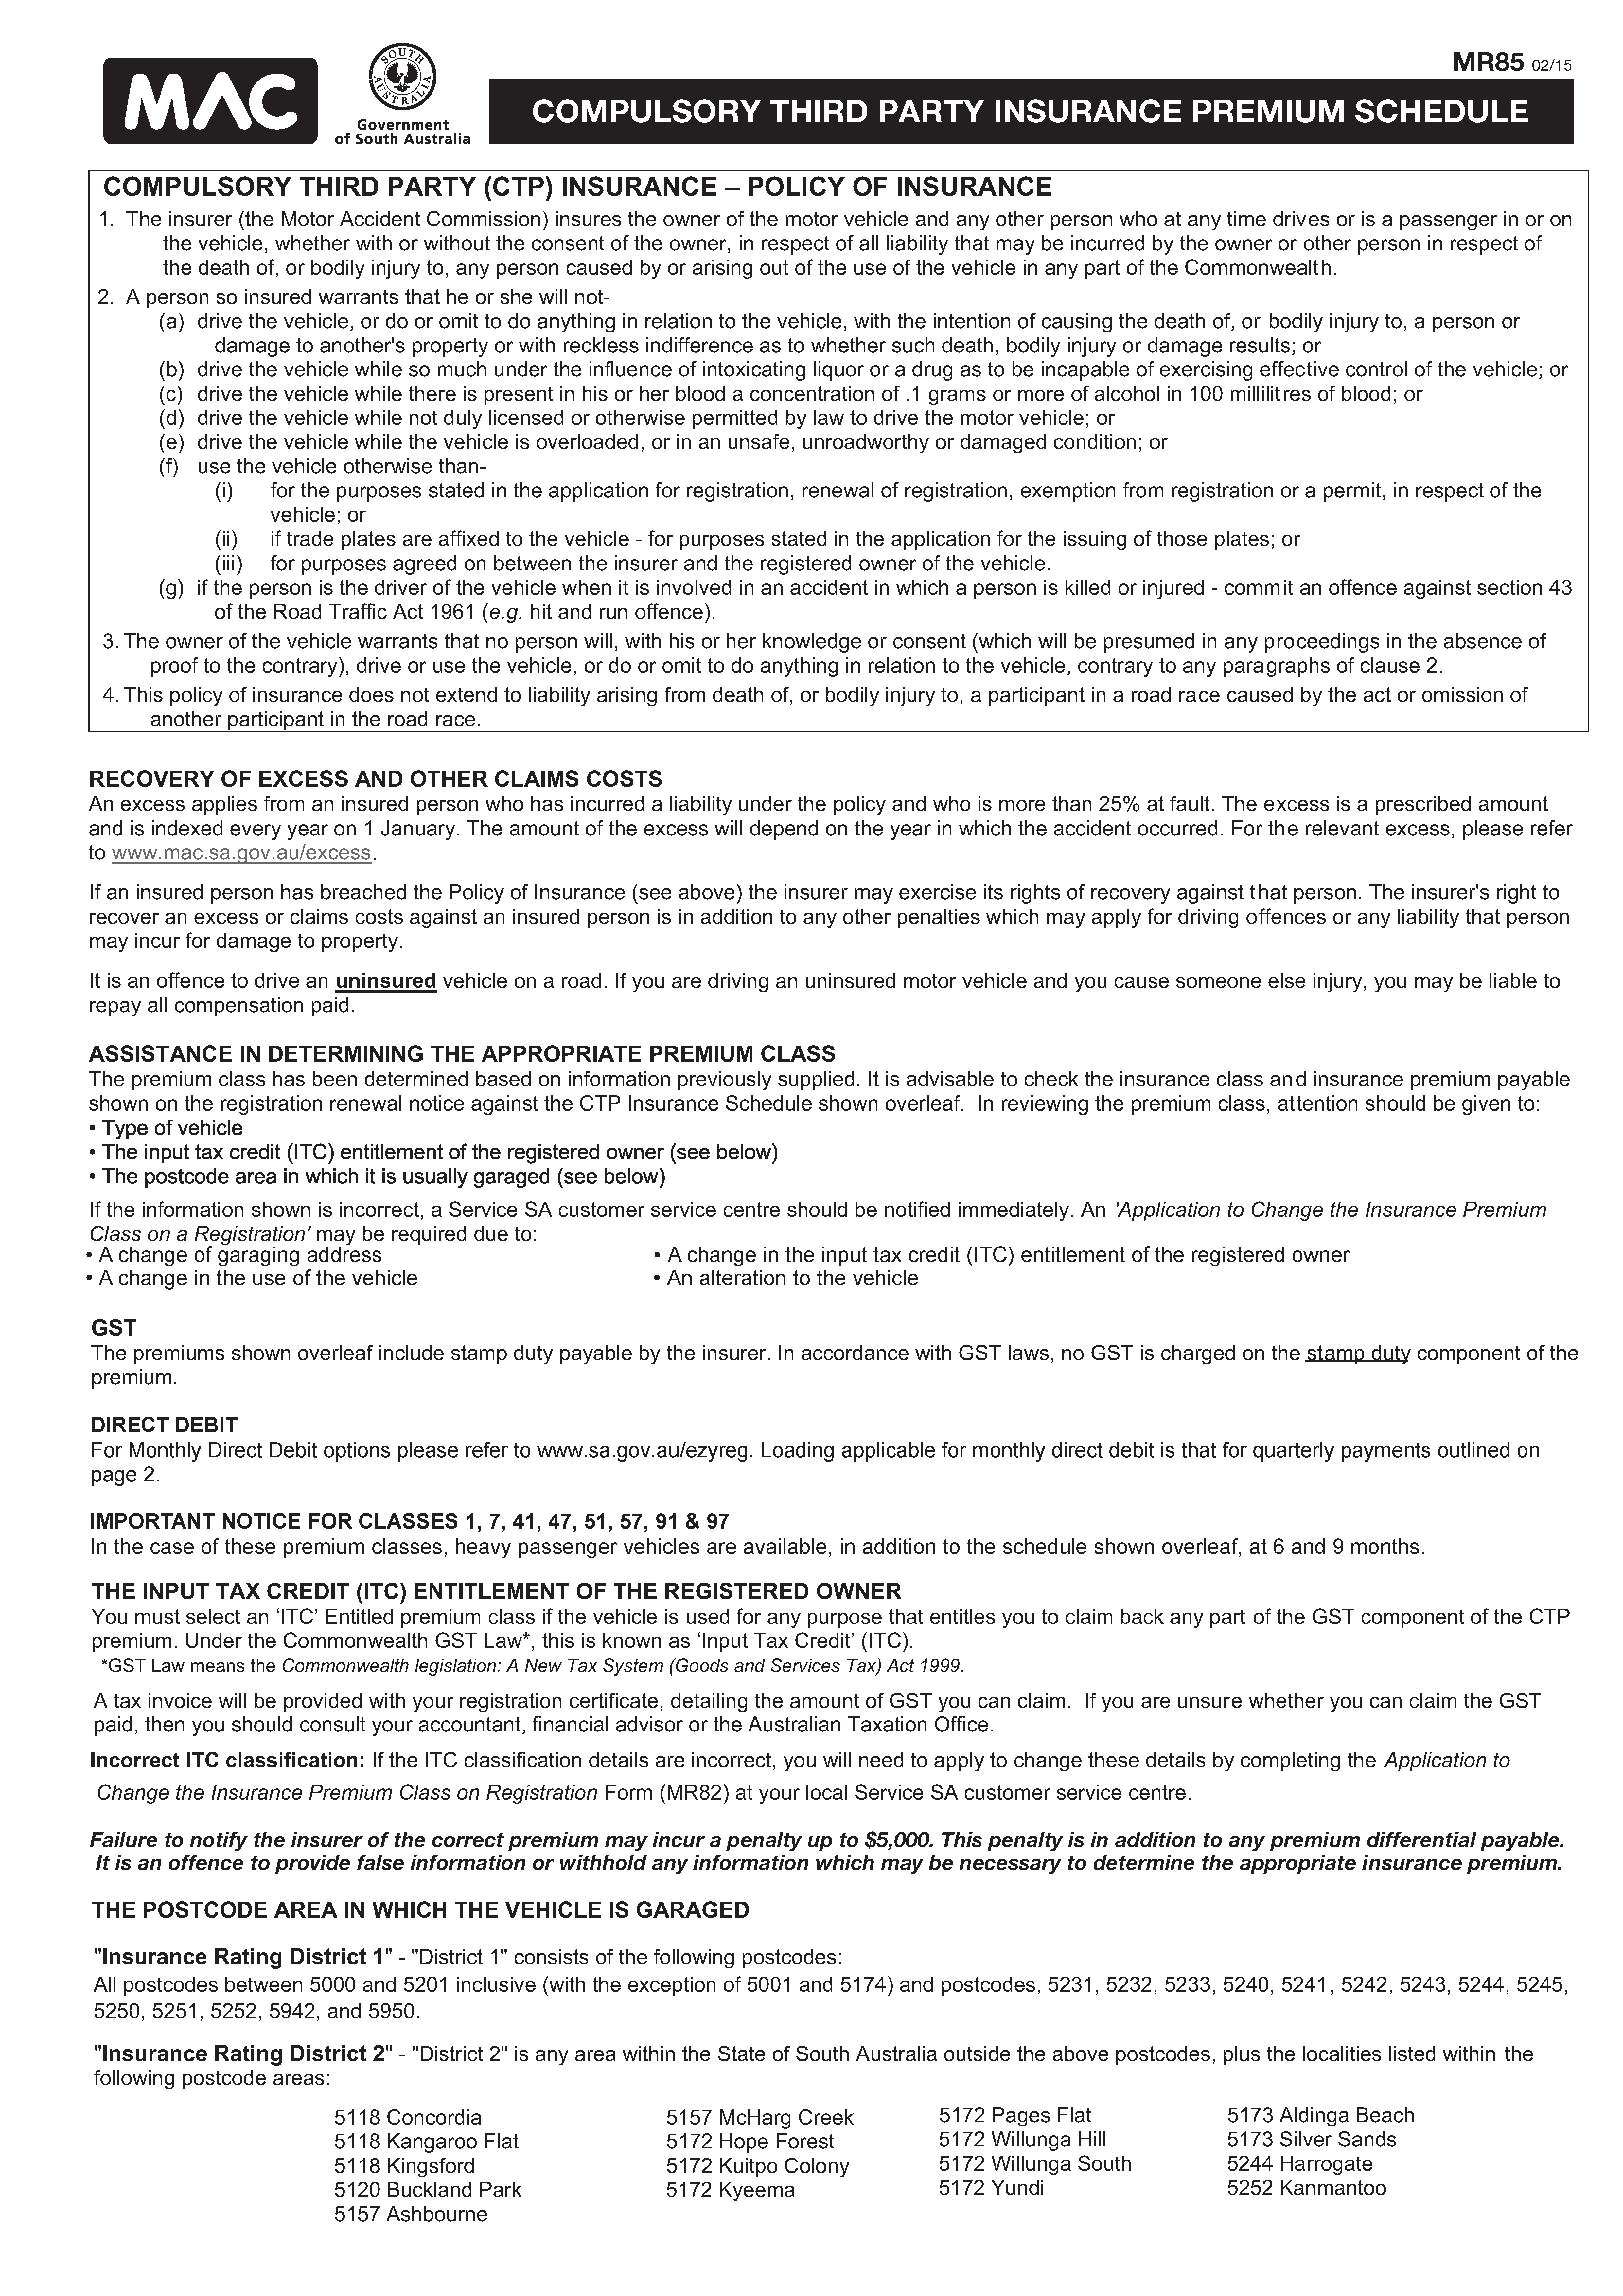 MR85 02/15
MAC
SOUTH AUSTRALIA
Government
of South Australia
COMPULSORY THIRD PARTY INSURANCE PREMIUM SCHEDULE
COMPULSORY THIRD PARTY (CTP) INSURANCE – POLICY OF INSURANCE
1. The insurer (the Motor Accident Commission) insures the owner of the motor vehicle and any other person who at any time drives or is a passenger in or on
the vehicle, whether with or without the consent of the owner, in respect of all liability that may be incurred by the owner or other person in respect of
the death of, or bodily injury to, any person caused by or arising out of the use of the vehicle in any part of the Commonwealth.
2. A person so insured warrants that he or she will not-
(a) drive the vehicle, or do or omit to do anything in relation to the vehicle, with the intention of causing the death of, or bodily injury to, a person or
damage to another's property or with reckless indifference as to whether such death, bodily injury or damage results; or
(b) drive the vehicle while so much under the influence of intoxicating liquor or a drug as to be incapable of exercising effective control of the vehicle; or
(c) drive the vehicle while there is present in his or her blood a concentration of .1 grams or more of alcohol in 100 millilitres of blood; or
(d) drive the vehicle while not duly licensed or otherwise permitted by law to drive the motor vehicle; or
(e) drive the vehicle while the vehicle is overloaded, or in an unsafe, unroadworthy or damaged condition; or
(f) use the vehicle otherwise than-
(i) for the purposes stated in the application for registration, renewal of registration, exemption from registration or a permit, in respect of the
vehicle; or
(ii) if trade plates are affixed to the vehicle - for purposes stated in the application for the issuing of those plates; or
(iii) for purposes agreed on between the insurer and the registered owner of the vehicle.
(g) if the person is the driver of the vehicle when it is involved in an accident in which a person is killed or injured - commit an offence against section 43
of the Road Traffic Act 1961 (e.g. hit and run offence).
3. The owner of the vehicle warrants that no person will, with his or her knowledge or consent (which will be presumed in any proceedings in the absence of
proof to the contrary), drive or use the vehicle, or do or omit to do anything in relation to the vehicle, contrary to any paragraphs of clause 2.
4. This policy of insurance does not extend to liability arising from death of, or bodily injury to, a participant in a road race caused by the act or omission of
another participant in the road race.
RECOVERY OF EXCESS AND OTHER CLAIMS COSTS
An excess applies from an insured person who has incurred a liability under the policy and who is more than 25% at fault. The excess is a prescribed amount
and is indexed every year on 1 January. The amount of the excess will depend on the year in which the accident occurred. For the relevant excess, please refer
to www.mac.sa.gov.au/excess.
If an insured person has breached the Policy of Insurance (see above) the insurer may exercise its rights of recovery against that person. The insurer's right to
recover an excess or claims costs against an insured person is in addition to any other penalties which may apply for driving offences or any liability that person
may incur for damage to property.
It is an offence to drive an uninsured vehicle on a road. If you are driving an uninsured motor vehicle and you cause someone else injury, you may be liable to
repay all compensation paid.
ASSISTANCE IN DETERMINING THE APPROPRIATE PREMIUM CLASS
The premium class has been determined based on information previously supplied. It is advisable to check the insurance class and insurance premium payable
shown on the registration renewal notice against the CTP Insurance Schedule shown overleaf. In reviewing the premium class, attention should be given to:
• Type of vehicle
• The input tax credit (ITC) entitlement of the registered owner (see below)
• The postcode area in which it is usually garaged (see below)
If the information shown is incorrect, a Service SA customer service centre should be notified immediately. An 'Application to Change the Insurance Premium
Class on a Registration' may be required due to:
• A change of garaging address • A change in the input tax credit (ITC) entitlement of the registered owner
• A change in the use of the vehicle • An alteration to the vehicle
GST
The premiums shown overleaf include stamp duty payable by the insurer. In accordance with GST laws, no GST is charged on the stamp duty component of the
premium.
DIRECT DEBIT
For Monthly Direct Debit options please refer to www.sa.gov.au/ezyreg. Loading applicable for monthly direct debit is that for quarterly payments outlined on
page 2.
IMPORTANT NOTICE FOR CLASSES 1, 7, 41, 47, 51, 57, 91 & 97
In the case of these premium classes, heavy passenger vehicles are available, in addition to the schedule shown overleaf, at 6 and 9 months.
THE INPUT TAX CREDIT (ITC) ENTITLEMENT OF THE REGISTERED OWNER
You must select an ‘ITC’ Entitled premium class if the vehicle is used for any purpose that entitles you to claim back any part of the GST component of the CTP
premium. Under the Commonwealth GST Law*, this is known as ‘Input Tax Credit’ (ITC).
*GST Law means the Commonwealth legislation: A New Tax System (Goods and Services Tax) Act 1999.
A tax invoice will be provided with your registration certificate, detailing the amount of GST you can claim. If you are unsure whether you can claim the GST
paid, then you should consult your accountant, financial advisor or the Australian Taxation Office.
Incorrect ITC classification: If the ITC classification details are incorrect, you will need to apply to change these details by completing the Application to
Change the Insurance Premium Class on Registration Form (MR82) at your local Service SA customer service centre.
Failure to notify the insurer of the correct premium may incur a penalty up to $5,000. This penalty is in addition to any premium differential payable.
It is an offence to provide false information or withhold any information which may be necessary to determine the appropriate insurance premium.
THE POSTCODE AREA IN WHICH THE VEHICLE IS GARAGED
"Insurance Rating District 1" - "District 1" consists of the following postcodes:
All postcodes between 5000 and 5201 inclusive (with the exception of 5001 and 5174) and postcodes, 5231, 5232, 5233, 5240, 5241, 5242, 5243, 5244, 5245,
5250, 5251, 5252, 5942, and 5950.
"Insurance Rating District 2" - "District 2" is any area within the State of South Australia outside the above postcodes, plus the localities listed within the
following postcode areas:
5118 Concordia 5157 McHarg Creek 5172 Pages Flat 5173 Aldinga Beach
5118 Kangaroo Flat 5172 Hope Forest 5172 Willunga Hill 5173 Silver Sands
5118 Kingsford 5172 Kuitpo Colony 5172 Willunga South 5244 Harrogate
5120 Buckland Park 5172 Kyeema 5172 Yundi 5252 Kanmantoo
5157 Ashbourne